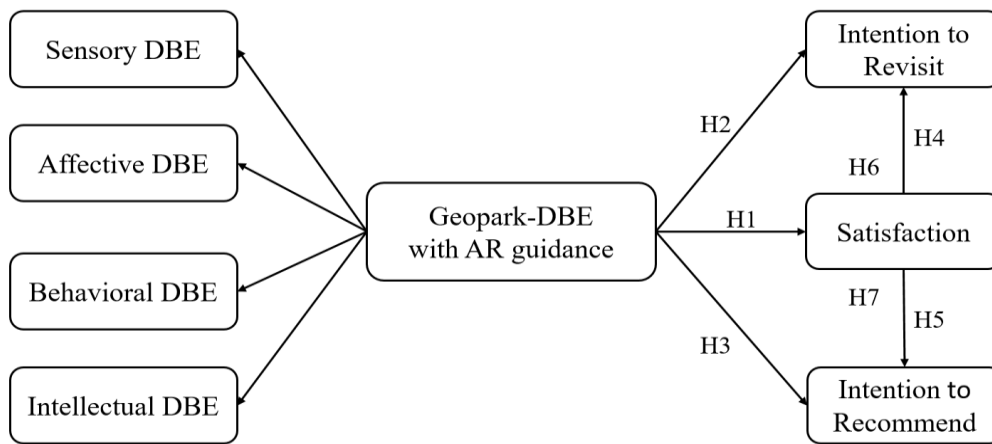 Sensory DBE
Affective DBE
Behavioral DBE
Intellectual DBE
Geopark-DBE
with AR guidance
H2
H1
H3
Intention to
Revisit
H4
H6
Satisfaction
H7
H5
Intention to
Recommend